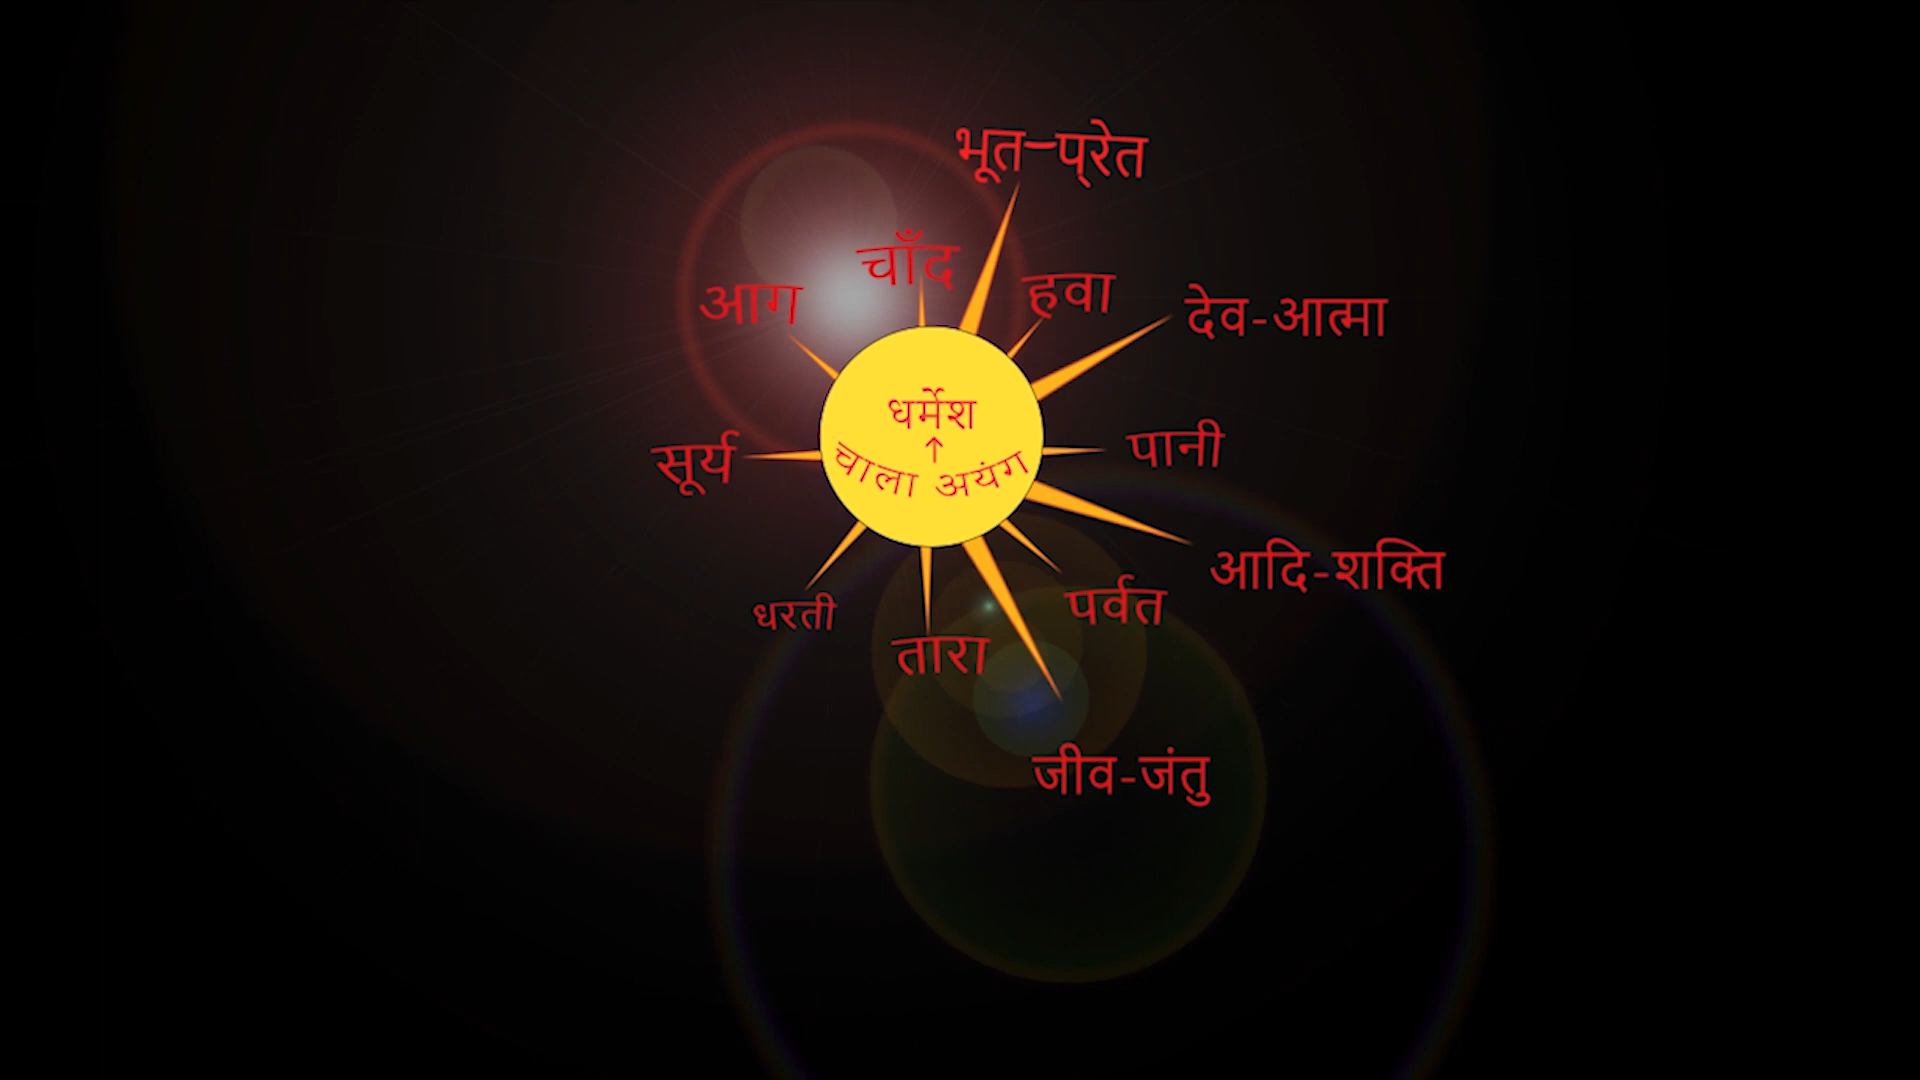 भूत-प्रेत
चाँद
हवा
आग
देव-आत्मा
धर्मेश
↑
चाला अयंग
पानी
सूर्य
आदि-शक्ति
पर्वत
धरती
तारा
जीव-जंतु